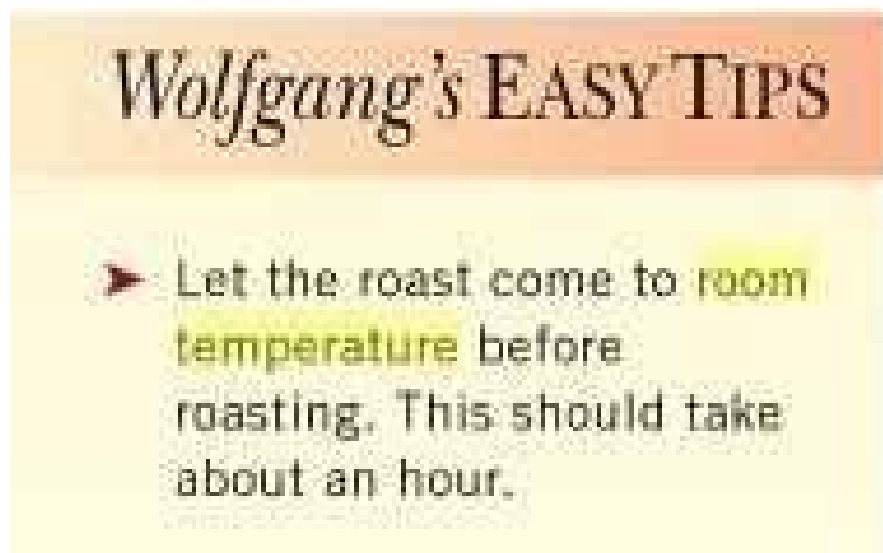 Wolfgang's EASY TIPS
➤ Let the roast come to room
temperature before
roasting. This should take
about an hour.